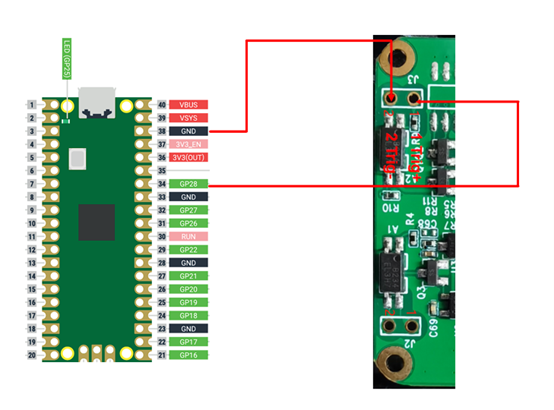 LED (GP25)
1 40 VBUS
2 39 VSYS
3 38 GND
4 37 3V3_EN
5 36 3V3(OUT)
6 35
7 34 GP28
8 33 GND
9 32 GP27
10 31 GP26
11 30 RUN
12 29 GP22
13 28 GND
14 27 GP21
15 26 GP20
16 25 GP19
17 24 GP18
18 23 GND
19 22 GP17
20 21 GP16
J3
2 Trig-
1 Trig+
R10
R11
R8
R4
C68
A1
Q3
C69
J2